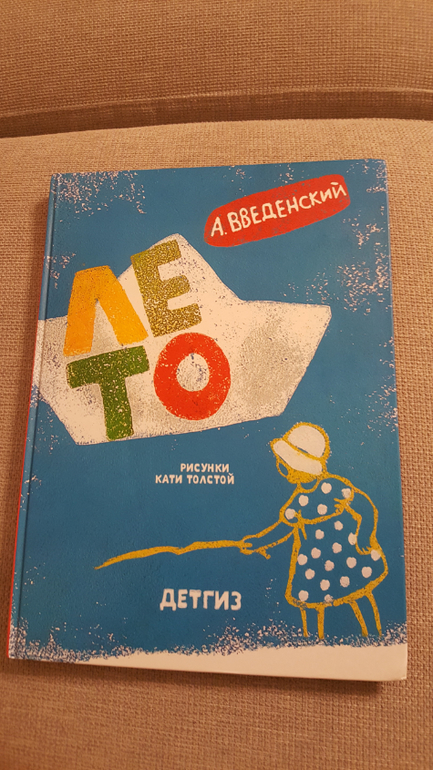 А. ВВЕДЕНСКИЙ
ЛЕ
ТО
РИСУНКИ
КАТИ ТОЛСТОЙ
ДЕТГИЗ